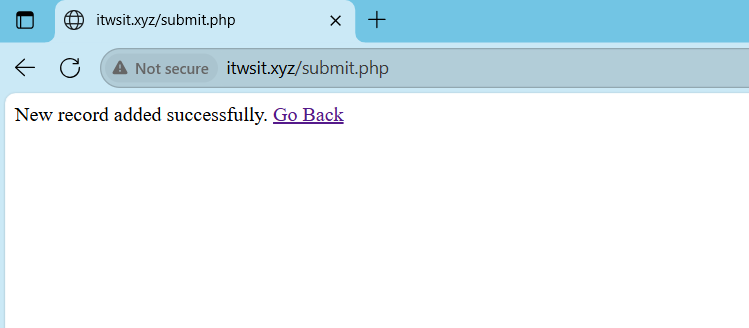 itwsit.xyz/submit.php
Not secure itwsit.xyz/submit.php
New record added successfully. Go Back